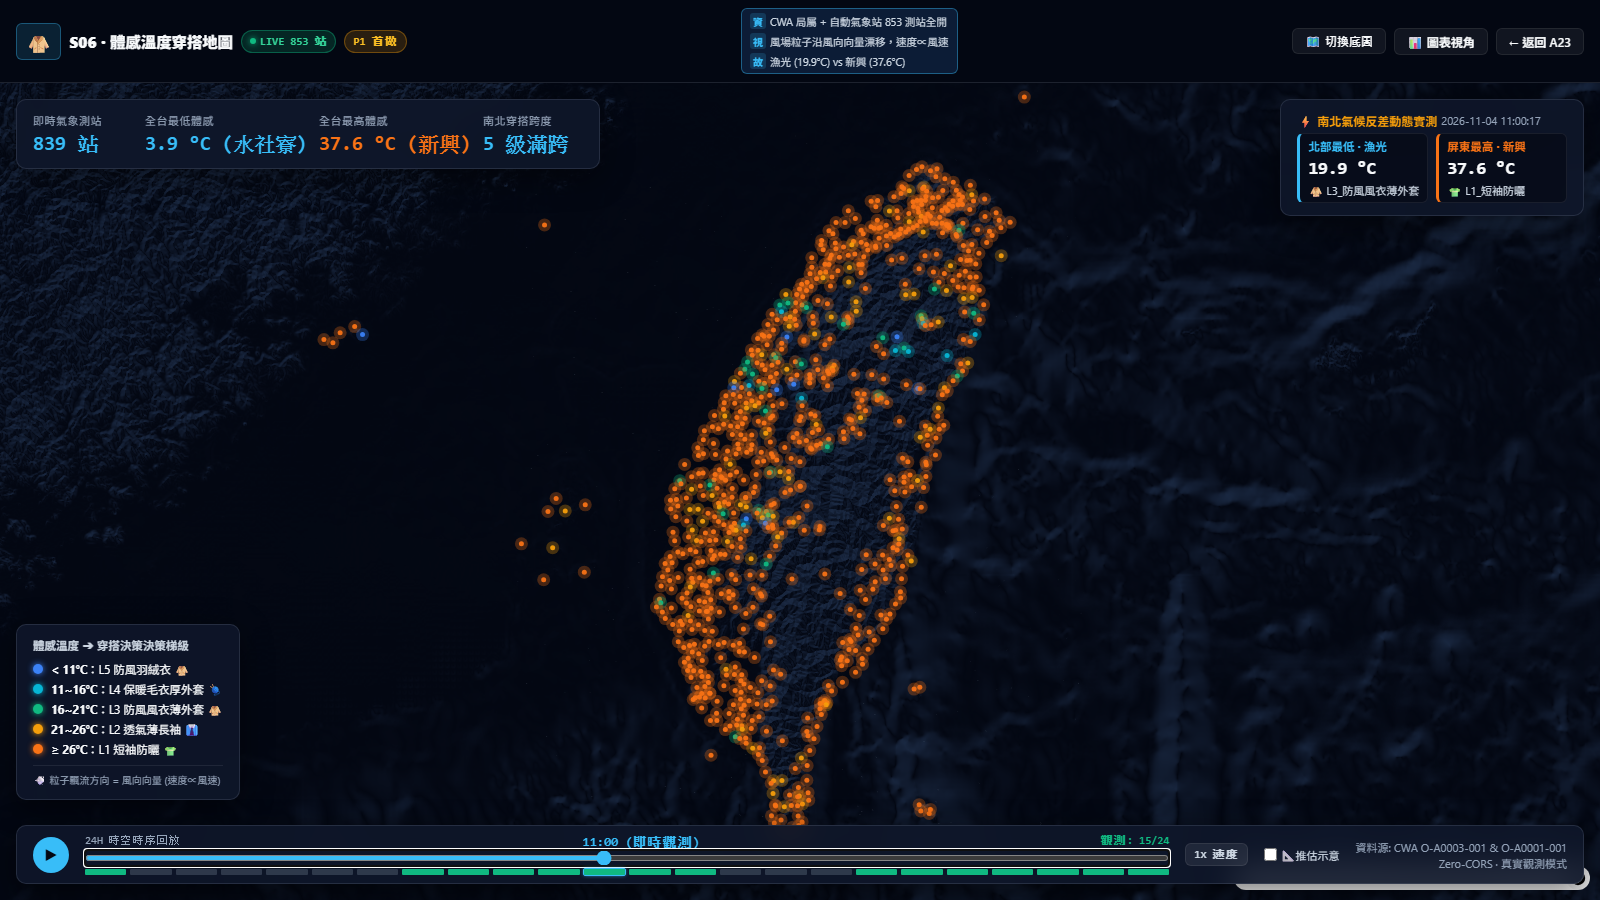 S06 · 體感溫度穿搭地圖
LIVE 853 站
P1 首做
資 CWA 局屬 + 自動氣象站 853 測站全開
視 風場粒子沿風向向量漂移，速度∝風速
故 漁光 (19.9°C) vs 新興 (37.6°C)
切換底圖
圖表視角
← 返回 A23
即時氣象測站
839 站
全台最低體感
3.9 °C (水社寮)
全台最高體感
37.6 °C (新興)
南北穿搭跨度
5 級滿跨
南北氣候反差動態實測 2026-11-04 11:00:17
北部最低 · 漁光
19.9 °C
L3_防風風衣薄外套
屏東最高 · 新興
37.6 °C
L1_短袖防曬
體感溫度 ➔ 穿搭決策決策梯級
< 11°C：L5 防風羽絨衣
11~16°C：L4 保暖毛衣厚外套
16~21°C：L3 防風風衣薄外套
21~26°C：L2 透氣薄長袖
≥ 26°C：L1 短袖防曬
粒子飄流方向 = 風向向量 (速度∝風速)
24H 時空時序回放
11:00 (即時觀測)
觀測: 15/24
1x 速度
推估示意
資料源: CWA O-A0003-001 & O-A0001-001
Zero-CORS · 真實觀測模式